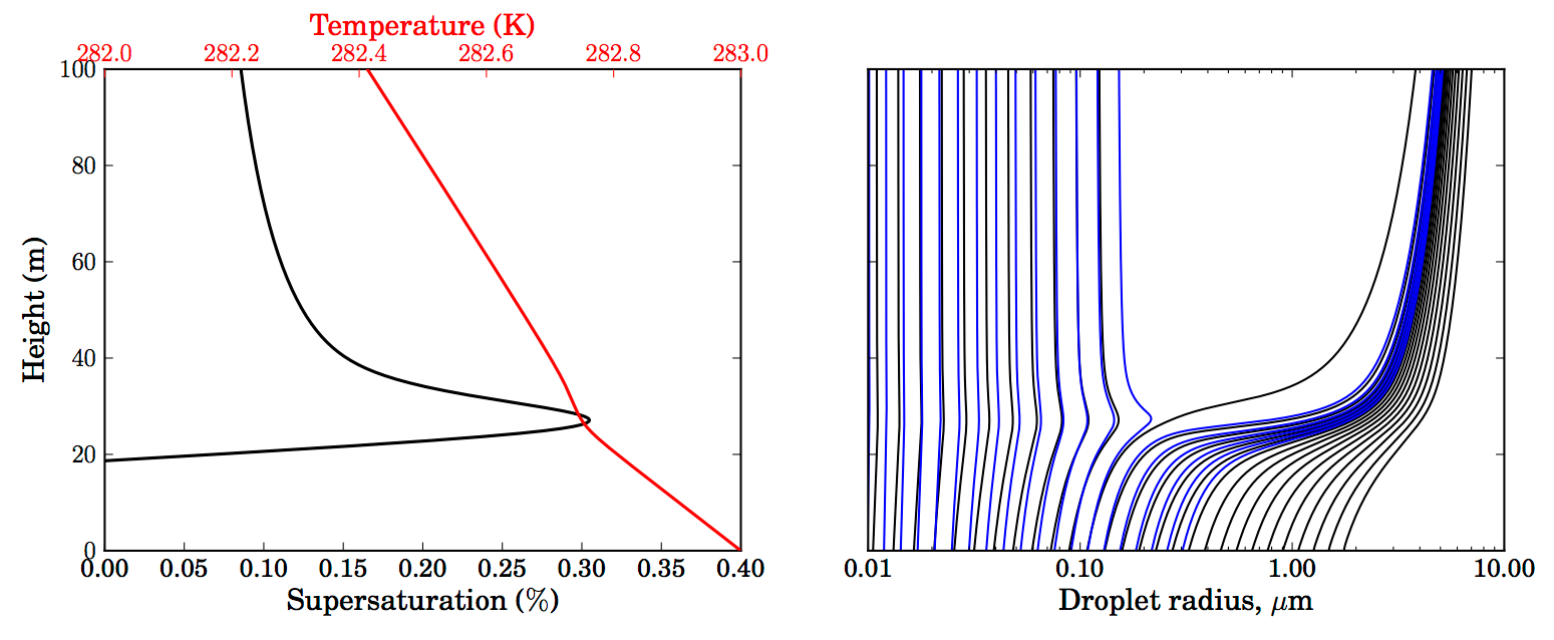 Temperature (K)
282.0 282.2 282.4 282.6 282.8 283.0
100
80
60
40
20
0
Height (m)
0.00 0.05 0.10 0.15 0.20 0.25 0.30 0.35 0.40
Supersaturation (%)
0.01 0.10 1.00 10.00
Droplet radius, μm